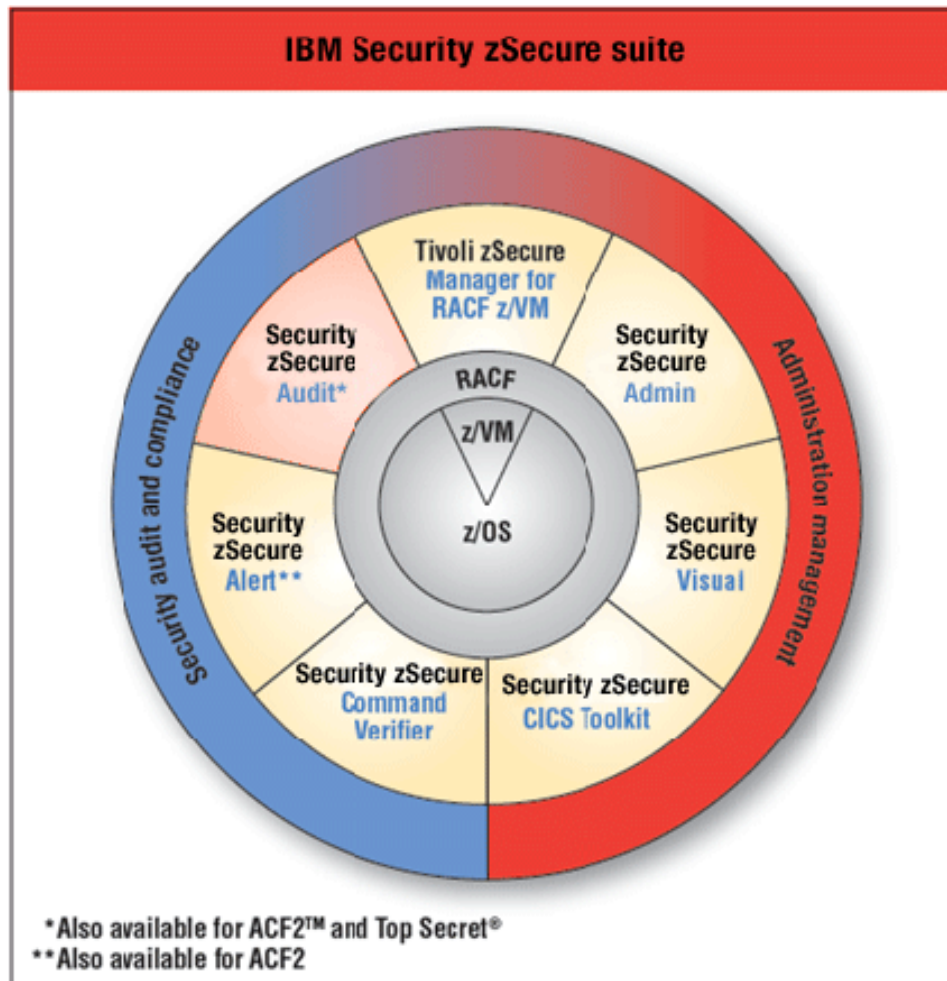 IBM Security zSecure suite
Tivoli zSecure
Manager for
RACF z/VM
Security
zSecure
Audit*
Security
zSecure
Admin
RACF
z/VM
z/OS
Security audit and compliance
Administration management
Security
zSecure
Alert**
Security
zSecure
Visual
Security zSecure
Command
Verifier
Security zSecure
CICS Toolkit
*Also available for ACF2™ and Top Secret®
**Also available for ACF2